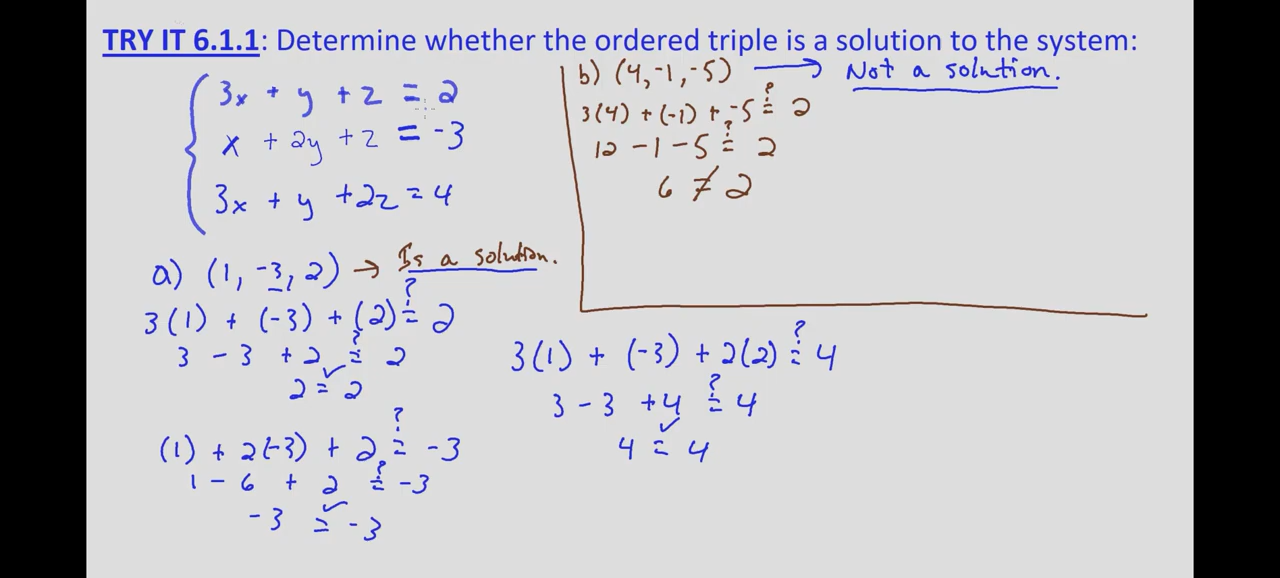 TRY IT 6.1.1: Determine whether the ordered triple is a solution to the system:
3x + y + z = 2
x + 2y + z = -3
3x + y + 2z = 4
a) (1, -3, 2) → Is a solution.
3(1) + (-3) + (2) ≟ 2
3 - 3 + 2 ≟ 2
2 = 2 ✓
(1) + 2(-3) + 2 ≟ -3
1 - 6 + 2 ≟ -3
-3 = -3 ✓
3(1) + (-3) + 2(2) ≟ 4
3 - 3 + 4 ≟ 4
4 = 4 ✓
b) (4, -1, -5) → Not a solution.
3(4) + (-1) + -5 ≟ 2
12 - 1 - 5 ≟ 2
6 ≠ 2